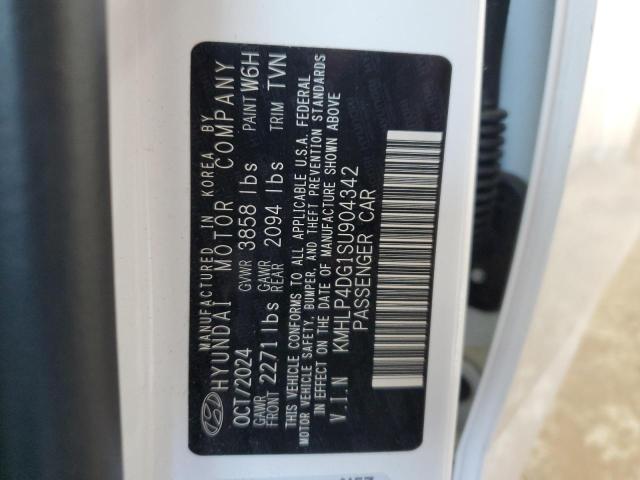 MANUFACTURED IN KOREA BY
HYUNDAI MOTOR COMPANY
OCT/2024 GVWR 3858 lbs PAINT W6H
GAWR FRONT 2271 lbs GAWR REAR 2094 lbs TRIM TVN
THIS VEHICLE CONFORMS TO ALL APPLICABLE U.S.A. FEDERAL
MOTOR VEHICLE SAFETY, BUMPER, AND THEFT PREVENTION STANDARDS
IN EFFECT ON THE DATE OF MANUFACTURE SHOWN ABOVE
V.I.N KMHLP4DG1SU904342
PASSENGER CAR